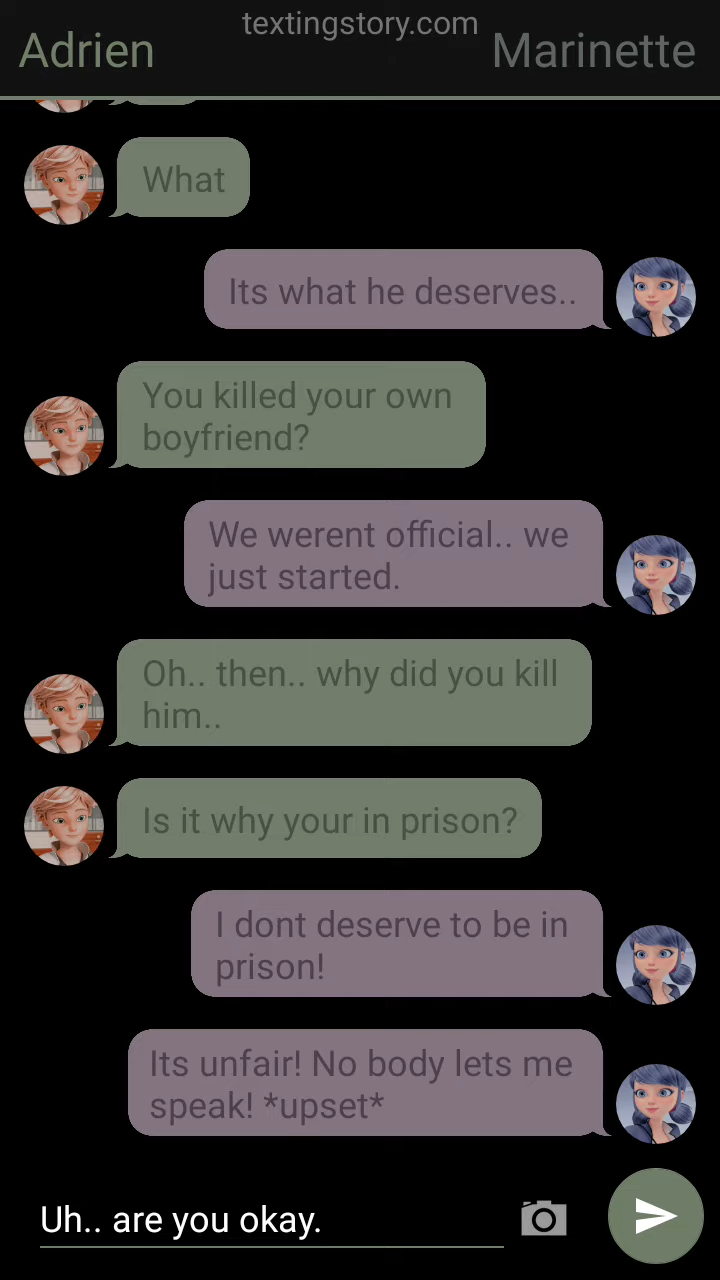 textingstory.com
Adrien
Marinette
What
Its what he deserves..
You killed your own
boyfriend?
We werent official.. we
just started.
Oh.. then.. why did you kill
him..
Is it why your in prison?
I dont deserve to be in
prison!
Its unfair! No body lets me
speak! *upset*
Uh.. are you okay.